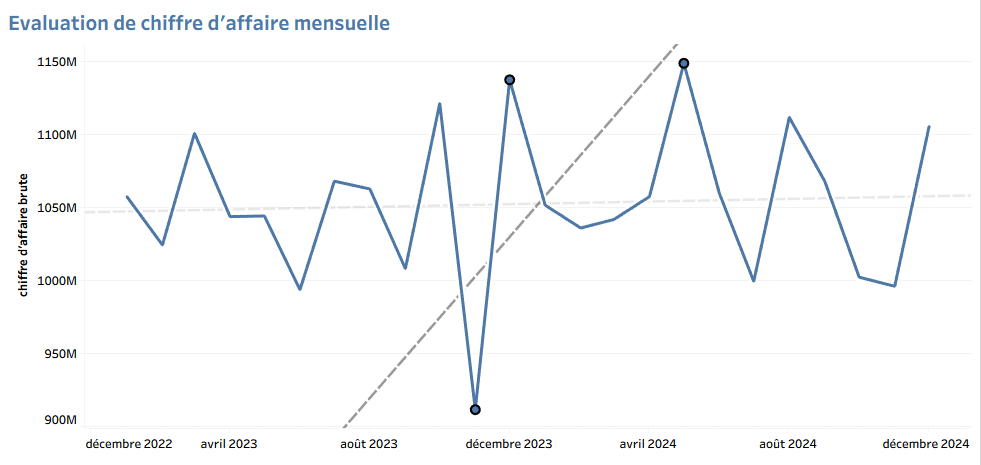 Evaluation de chiffre d'affaire mensuelle
chiffre d'affaire brute
1150M
1100M
1050M
1000M
950M
900M
décembre 2022 avril 2023 août 2023 décembre 2023 avril 2024 août 2024 décembre 2024